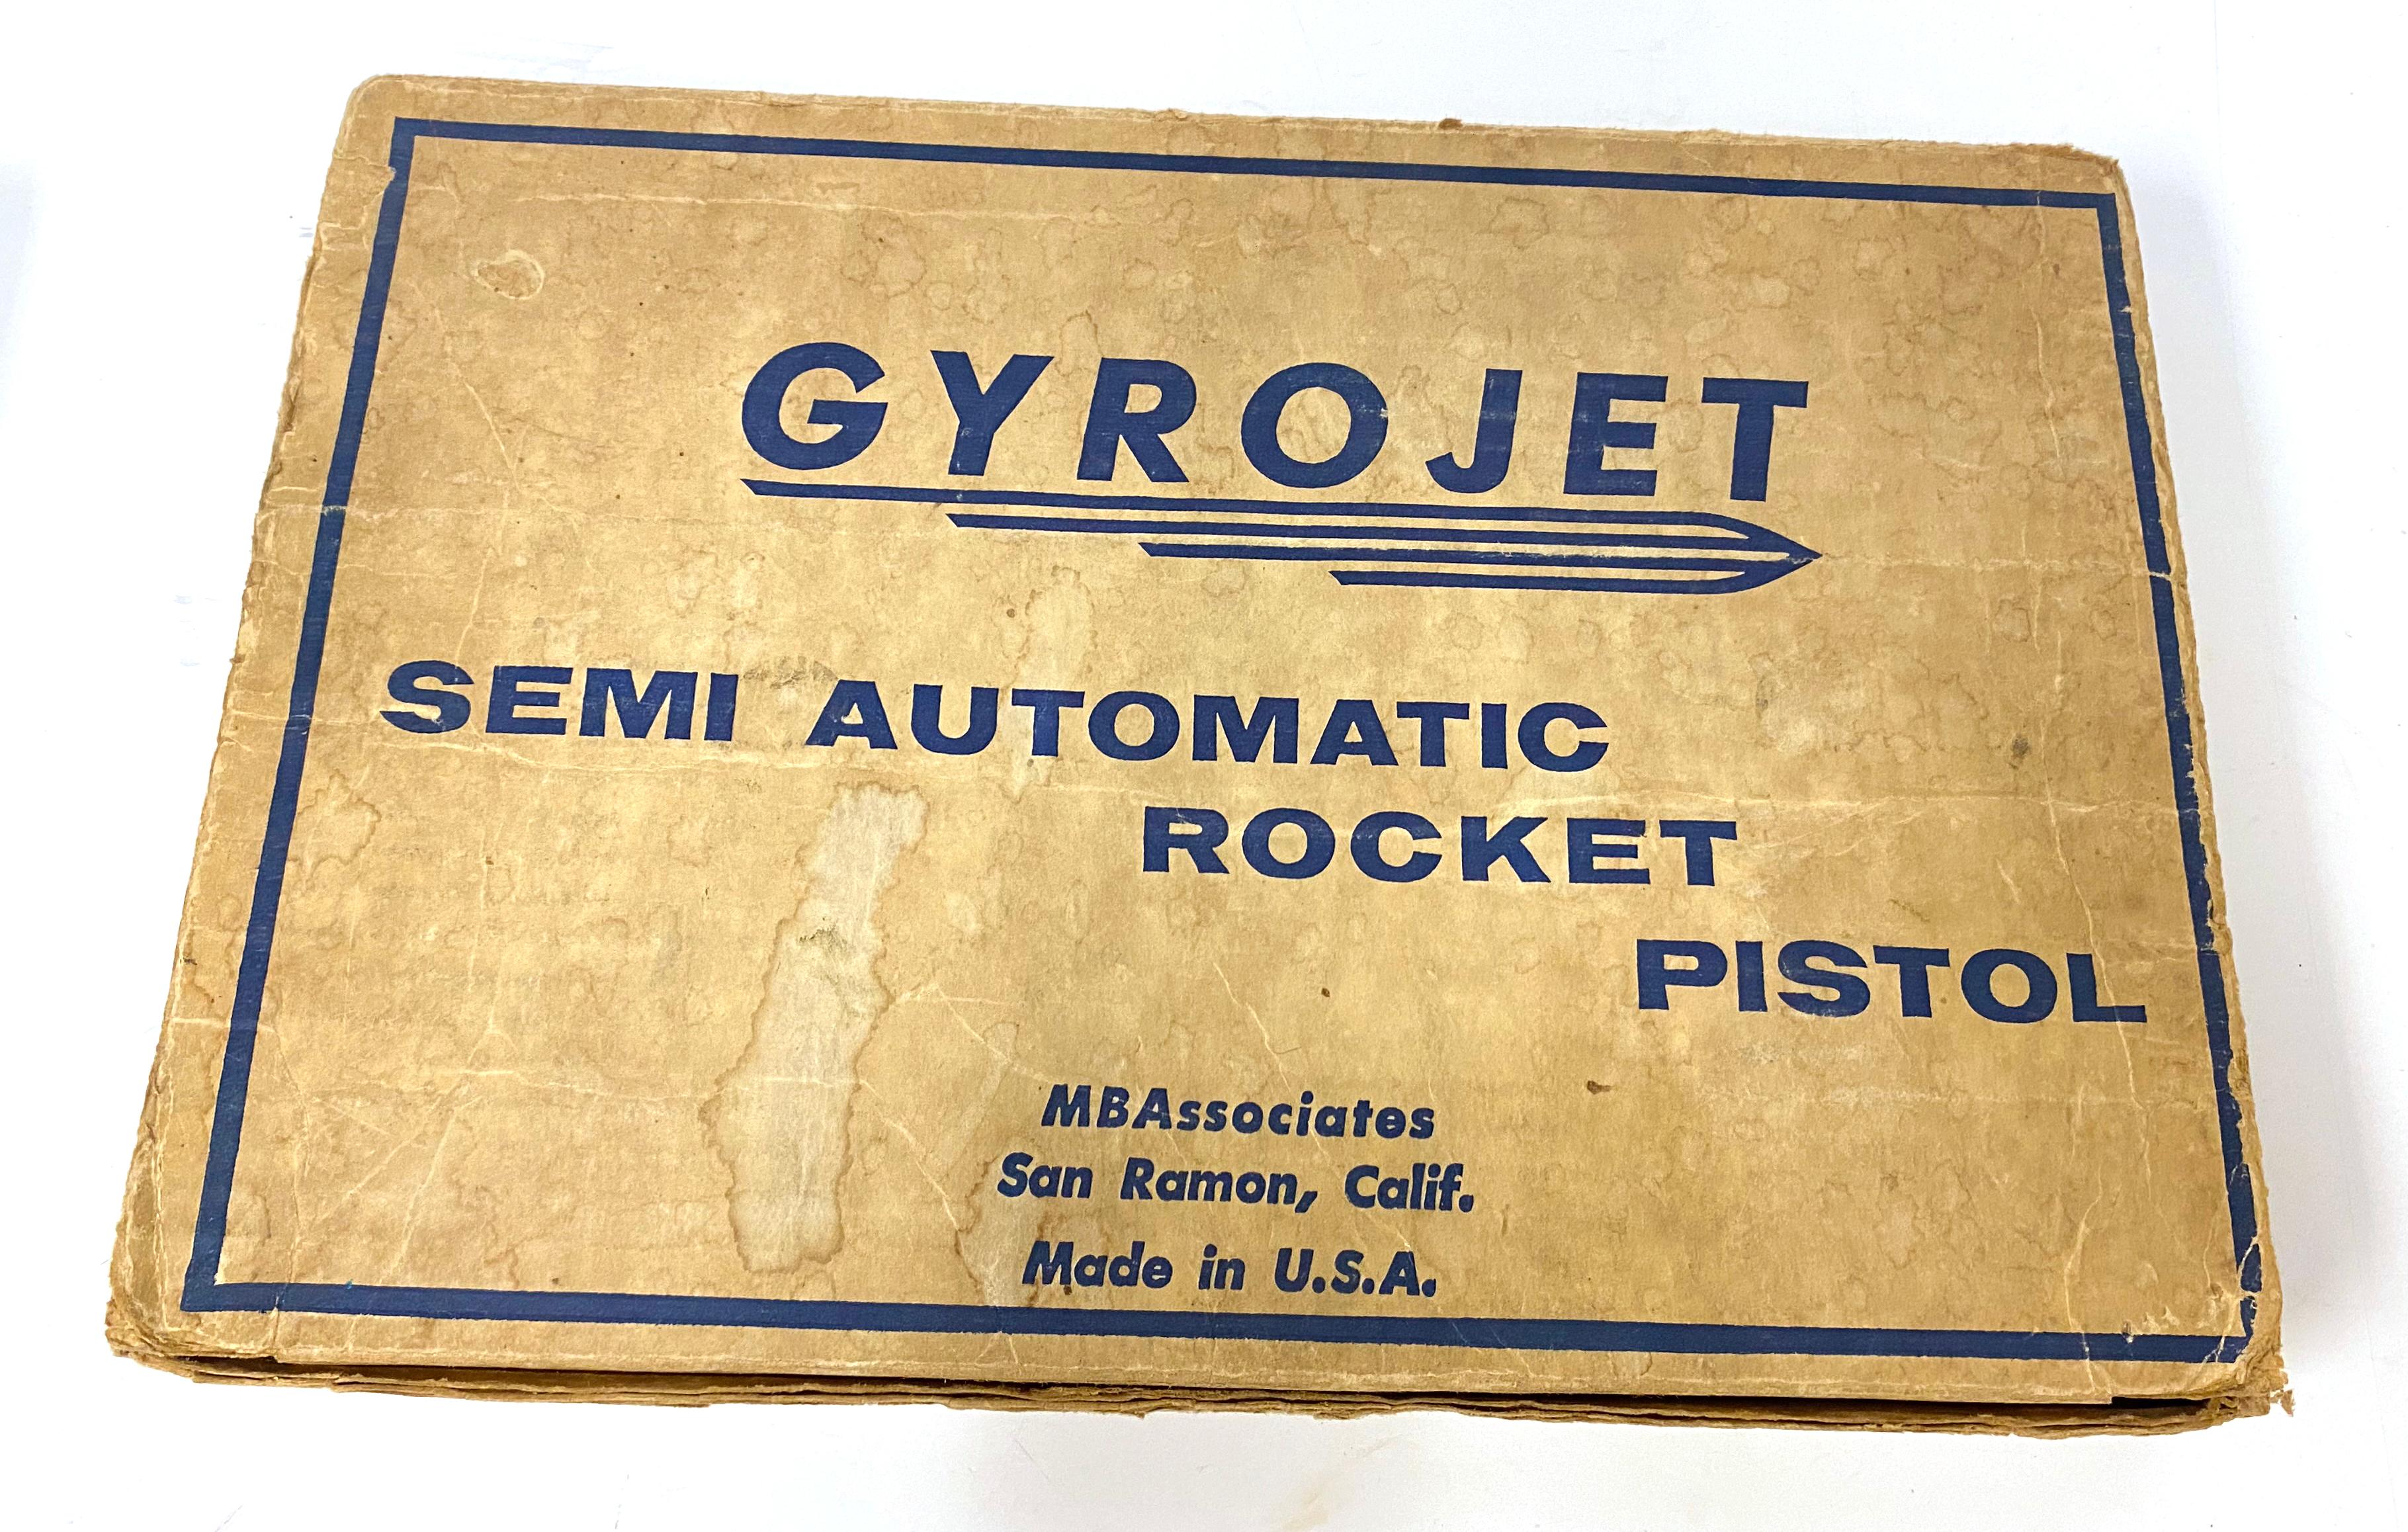 GYROJET
SEMI AUTOMATIC
ROCKET
PISTOL
MBAssociates
San Ramon, Calif.
Made in U.S.A.